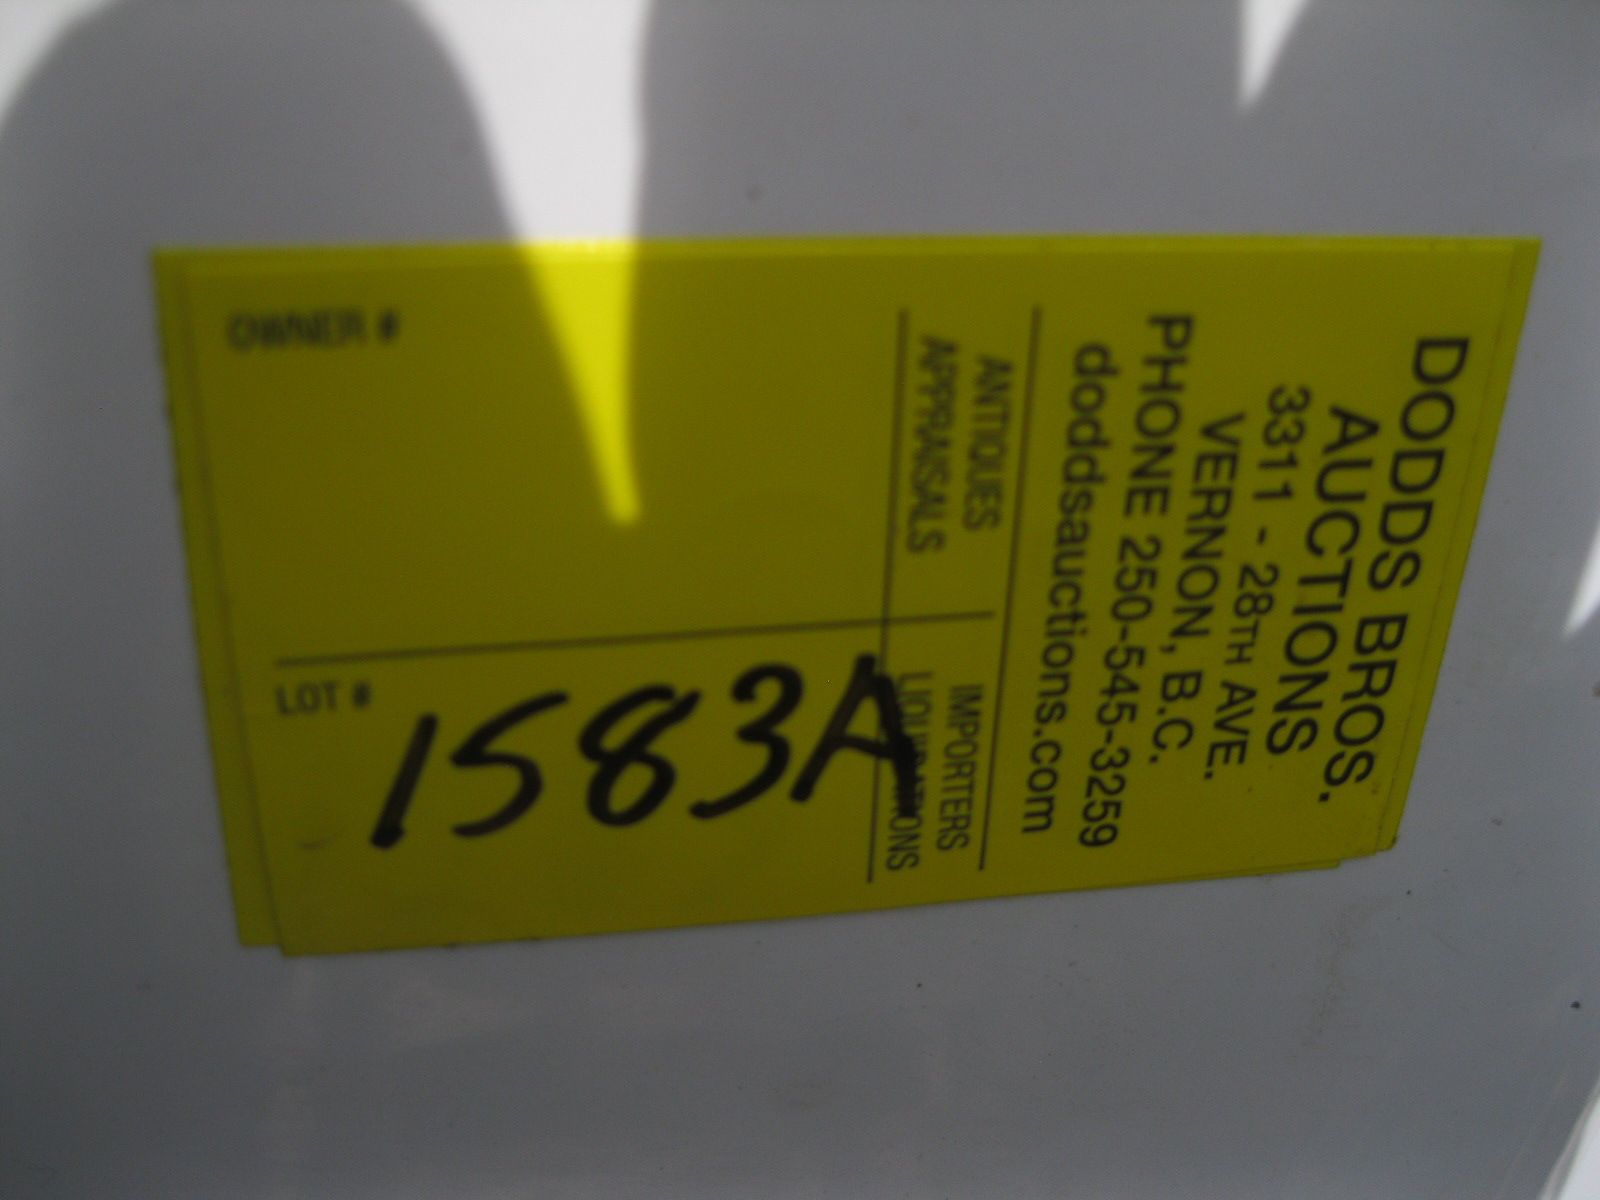 DODDS BROS.
AUCTIONS
3311 - 28TH AVE.
VERNON, B.C.
PHONE 250-545-3259
doddsauctions.com
ANTIQUES IMPORTERS
APPRAISALS LIQUIDATIONS
OWNER #
LOT #
1583A